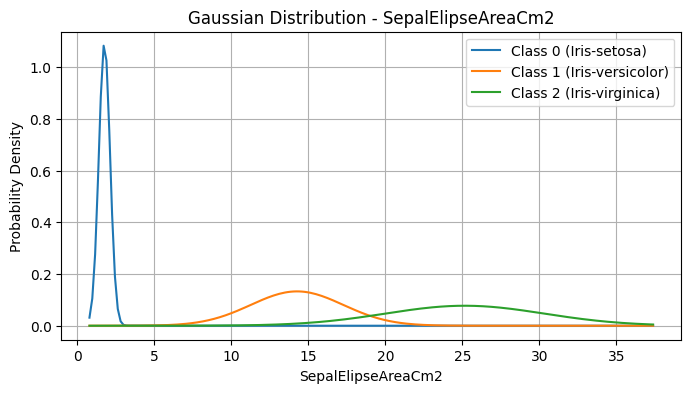 Gaussian Distribution - SepalElipseAreaCm2
Class 0 (Iris-setosa)
Class 1 (Iris-versicolor)
Class 2 (Iris-virginica)
Probability Density
1.0
0.8
0.6
0.4
0.2
0.0
0 5 10 15 20 25 30 35
SepalElipseAreaCm2